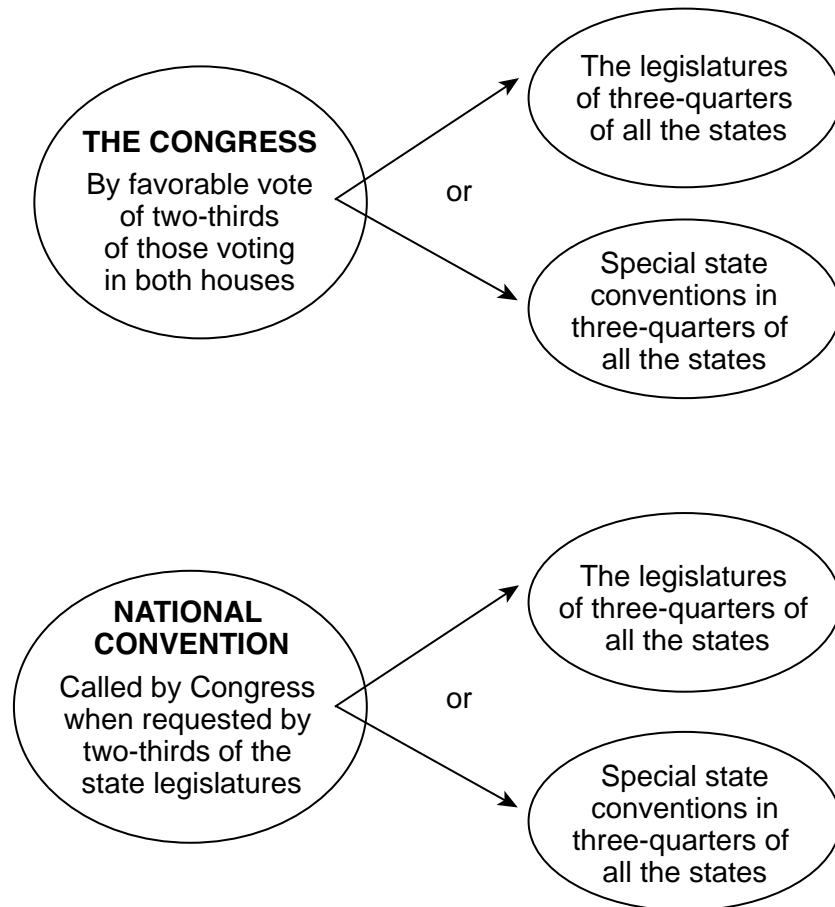 THE CONGRESS
By favorable vote
of two-thirds
of those voting
in both houses
or
The legislatures
of three-quarters
of all the states
Special state
conventions in
three-quarters of
all the states
NATIONAL
CONVENTION
Called by Congress
when requested by
two-thirds of the
state legislatures
or
The legislatures
of three-quarters of
all the states
Special state
conventions in
three-quarters of
all the states